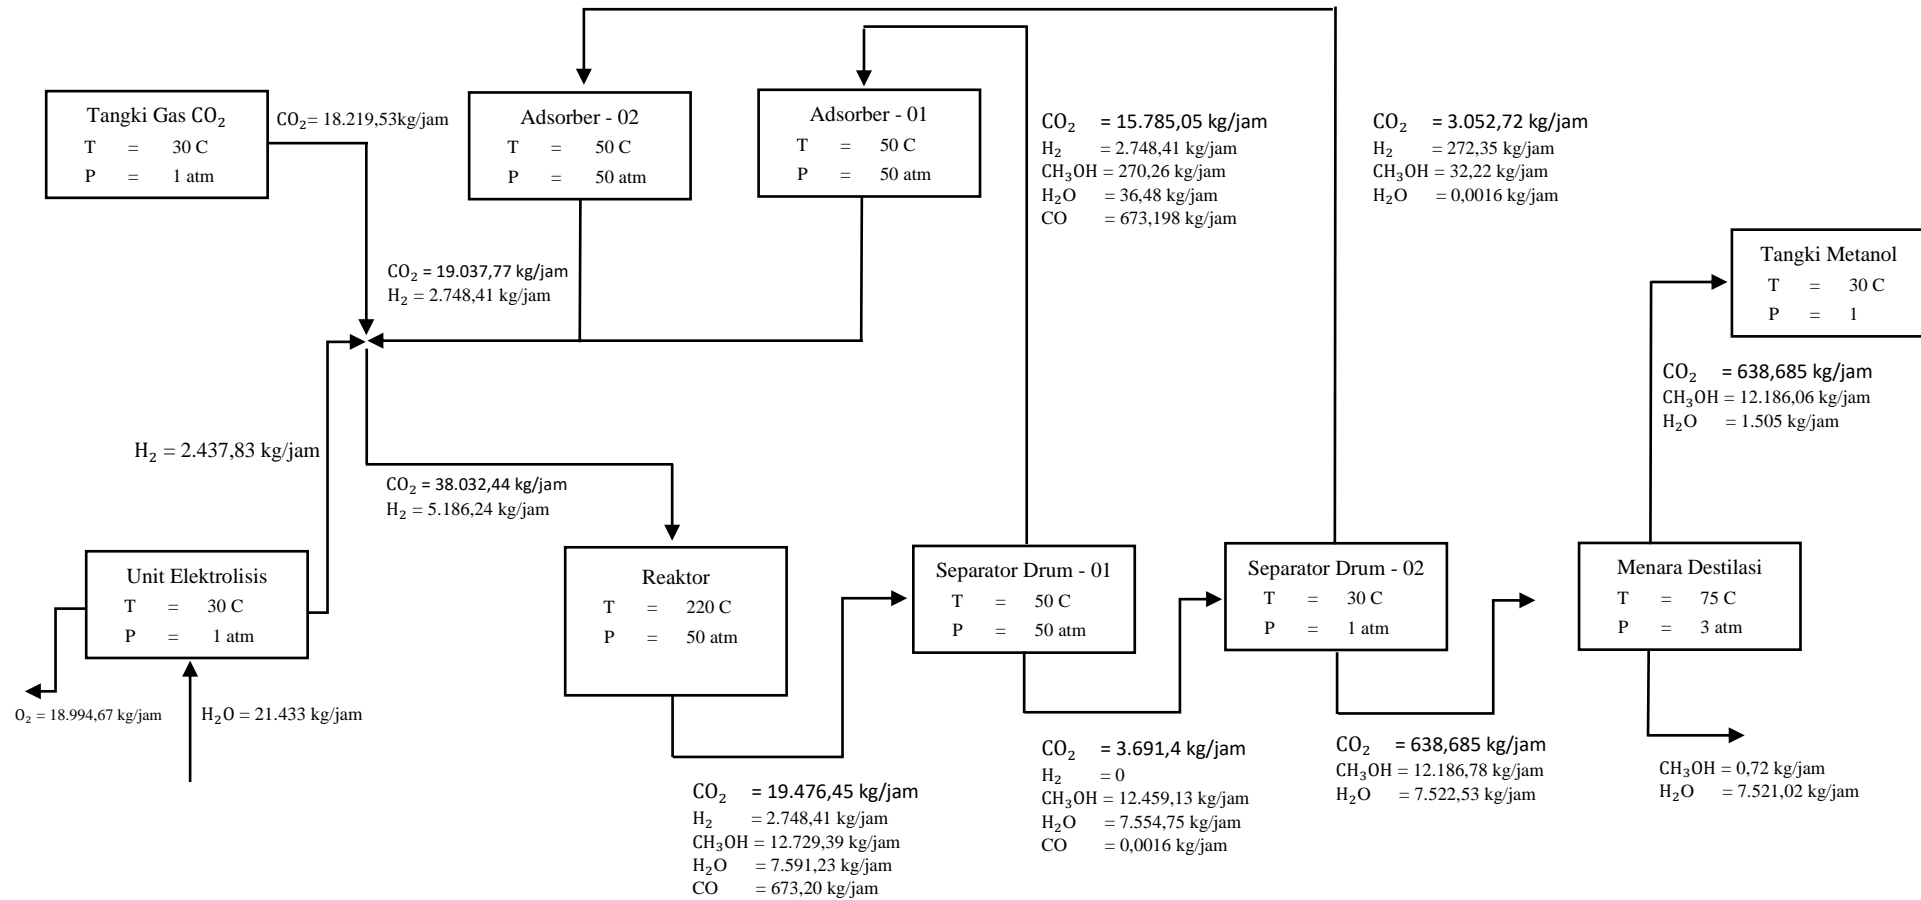 Tangki Gas CO₂
T = 30 C
P = 1 atm
CO₂= 18.219,53kg/jam
Adsorber - 02
T = 50 C
P = 50 atm
Adsorber - 01
T = 50 C
P = 50 atm
CO₂ = 15.785,05 kg/jam
H₂ = 2.748,41 kg/jam
CH₃OH = 270,26 kg/jam
H₂O = 36,48 kg/jam
CO = 673,198 kg/jam
CO₂ = 3.052,72 kg/jam
H₂ = 272,35 kg/jam
CH₃OH = 32,22 kg/jam
H₂O = 0,0016 kg/jam
Tangki Metanol
T = 30 C
P = 1
CO₂ = 19.037,77 kg/jam
H₂ = 2.748,41 kg/jam
CO₂ = 638,685 kg/jam
CH₃OH = 12.186,06 kg/jam
H₂O = 1.505 kg/jam
H₂ = 2.437,83 kg/jam
CO₂ = 38.032,44 kg/jam
H₂ = 5.186,24 kg/jam
Unit Elektrolisis
T = 30 C
P = 1 atm
Reaktor
T = 220 C
P = 50 atm
Separator Drum - 01
T = 50 C
P = 50 atm
Separator Drum - 02
T = 30 C
P = 1 atm
Menara Destilasi
T = 75 C
P = 3 atm
O₂ = 18.994,67 kg/jam
H₂O = 21.433 kg/jam
CO₂ = 19.476,45 kg/jam
H₂ = 2.748,41 kg/jam
CH₃OH = 12.729,39 kg/jam
H₂O = 7.591,23 kg/jam
CO = 673,20 kg/jam
CO₂ = 3.691,4 kg/jam
H₂ = 0
CH₃OH = 12.459,13 kg/jam
H₂O = 7.554,75 kg/jam
CO = 0,0016 kg/jam
CO₂ = 638,685 kg/jam
CH₃OH = 12.186,78 kg/jam
H₂O = 7.522,53 kg/jam
CH₃OH = 0,72 kg/jam
H₂O = 7.521,02 kg/jam